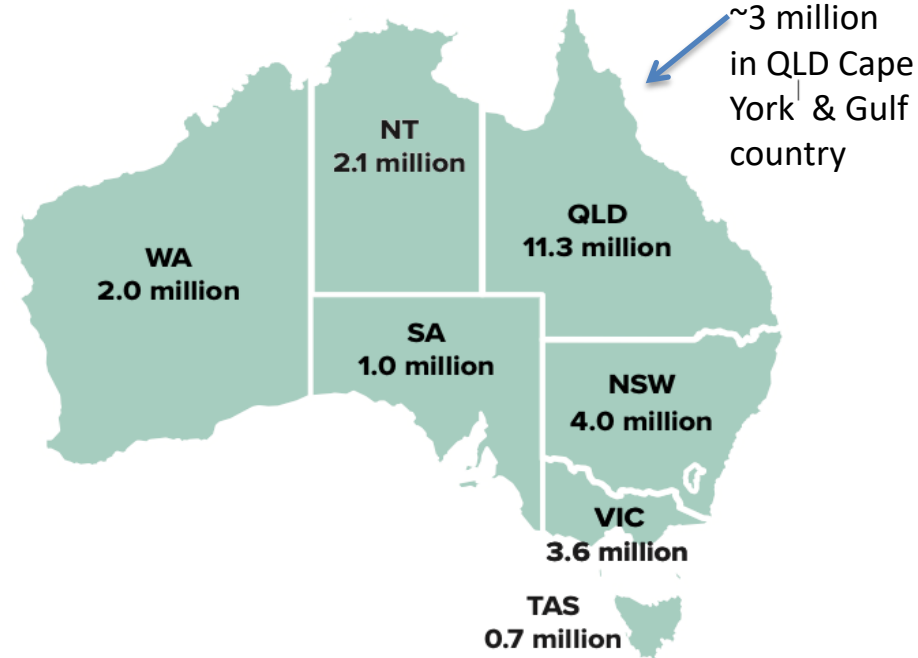 ~3 million
in QLD Cape
York & Gulf
country
NT
2.1 million
QLD
11.3 million
WA
2.0 million
SA
1.0 million
NSW
4.0 million
VIC
3.6 million
TAS
0.7 million